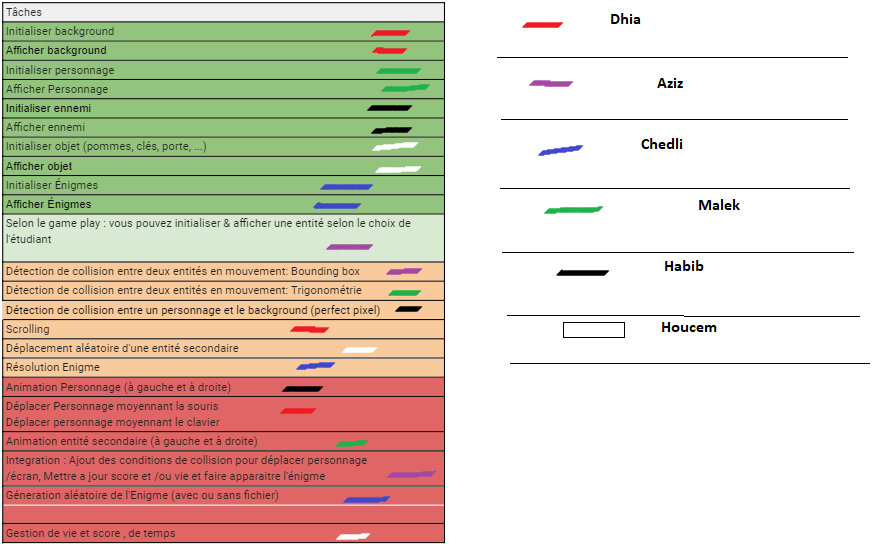 Tâches
Initialiser background
Afficher background
Initialiser personnage
Afficher Personnage
Initialiser ennemi
Afficher ennemi
Initialiser objet (pommes, clés, porte, ...)
Afficher objet
Initialiser Énigmes
Afficher Énigmes
Selon le game play : vous pouvez initialiser & afficher une entité selon le choix de
l'étudiant
Détection de collision entre deux entités en mouvement: Bounding box
Détection de collision entre deux entités en mouvement: Trigonométrie
Détection de collision entre un personnage et le background (perfect pixel)
Scrolling
Déplacement aléatoire d'une entité secondaire
Résolution Enigme
Animation Personnage (à gauche et à droite)
Déplacer Personnage moyennant la souris
Déplacer personnage moyennant le clavier
Animation entité secondaire (à gauche et à droite)
Integration : Ajout des conditions de collision pour déplacer personnage
/écran, Mettre a jour score et /ou vie et faire apparaitre l'énigme
Géneration aléatoire de l'Enigme (avec ou sans fichier)
Gestion de vie et score , de temps
Dhia
Aziz
Chedli
Malek
Habib
Houcem